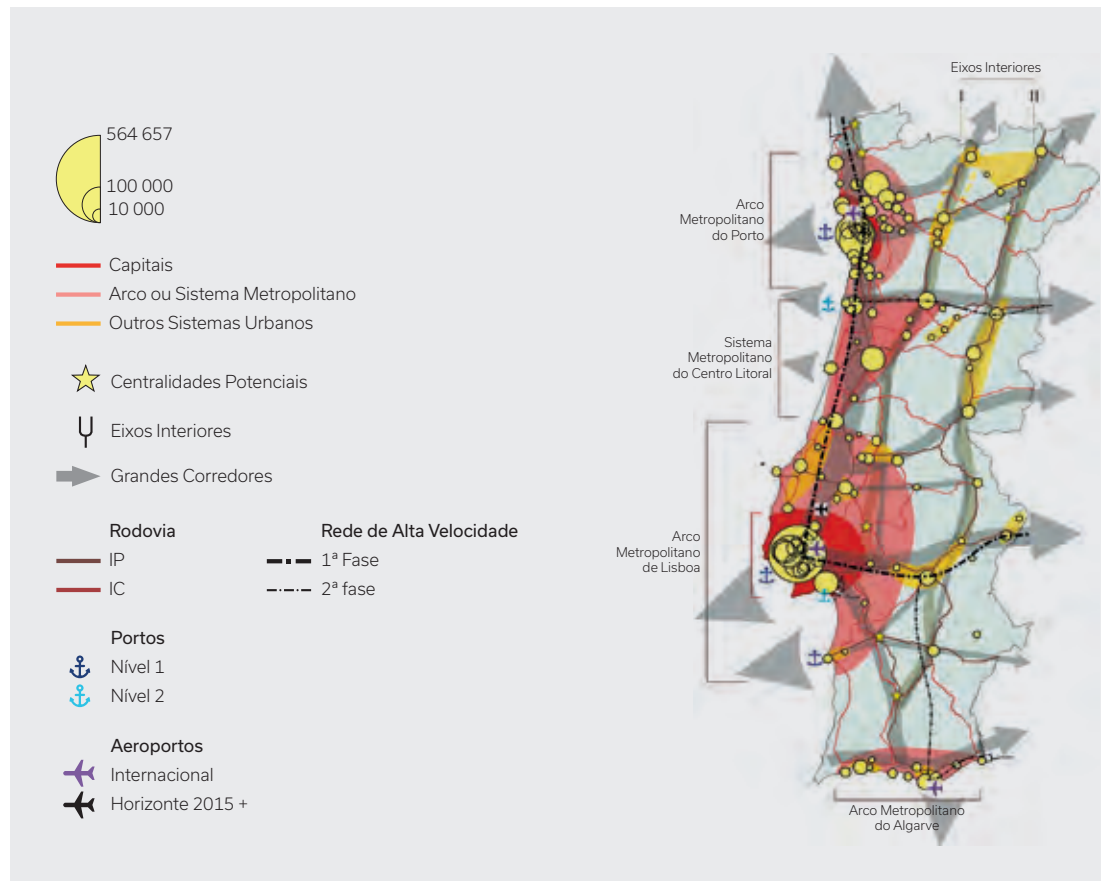 564 657
100 000
10 000
Capitais
Arco ou Sistema Metropolitano
Outros Sistemas Urbanos
Centralidades Potenciais
Eixos Interiores
Grandes Corredores
Rodovia
IP
IC
Rede de Alta Velocidade
1ª Fase
2ª fase
Portos
Nível 1
Nível 2
Aeroportos
Internacional
Horizonte 2015 +
Eixos Interiores
I
II
Arco
Metropolitano
do Porto
Sistema
Metropolitano
do Centro Litoral
Arco
Metropolitano
de Lisboa
Arco Metropolitano
do Algarve